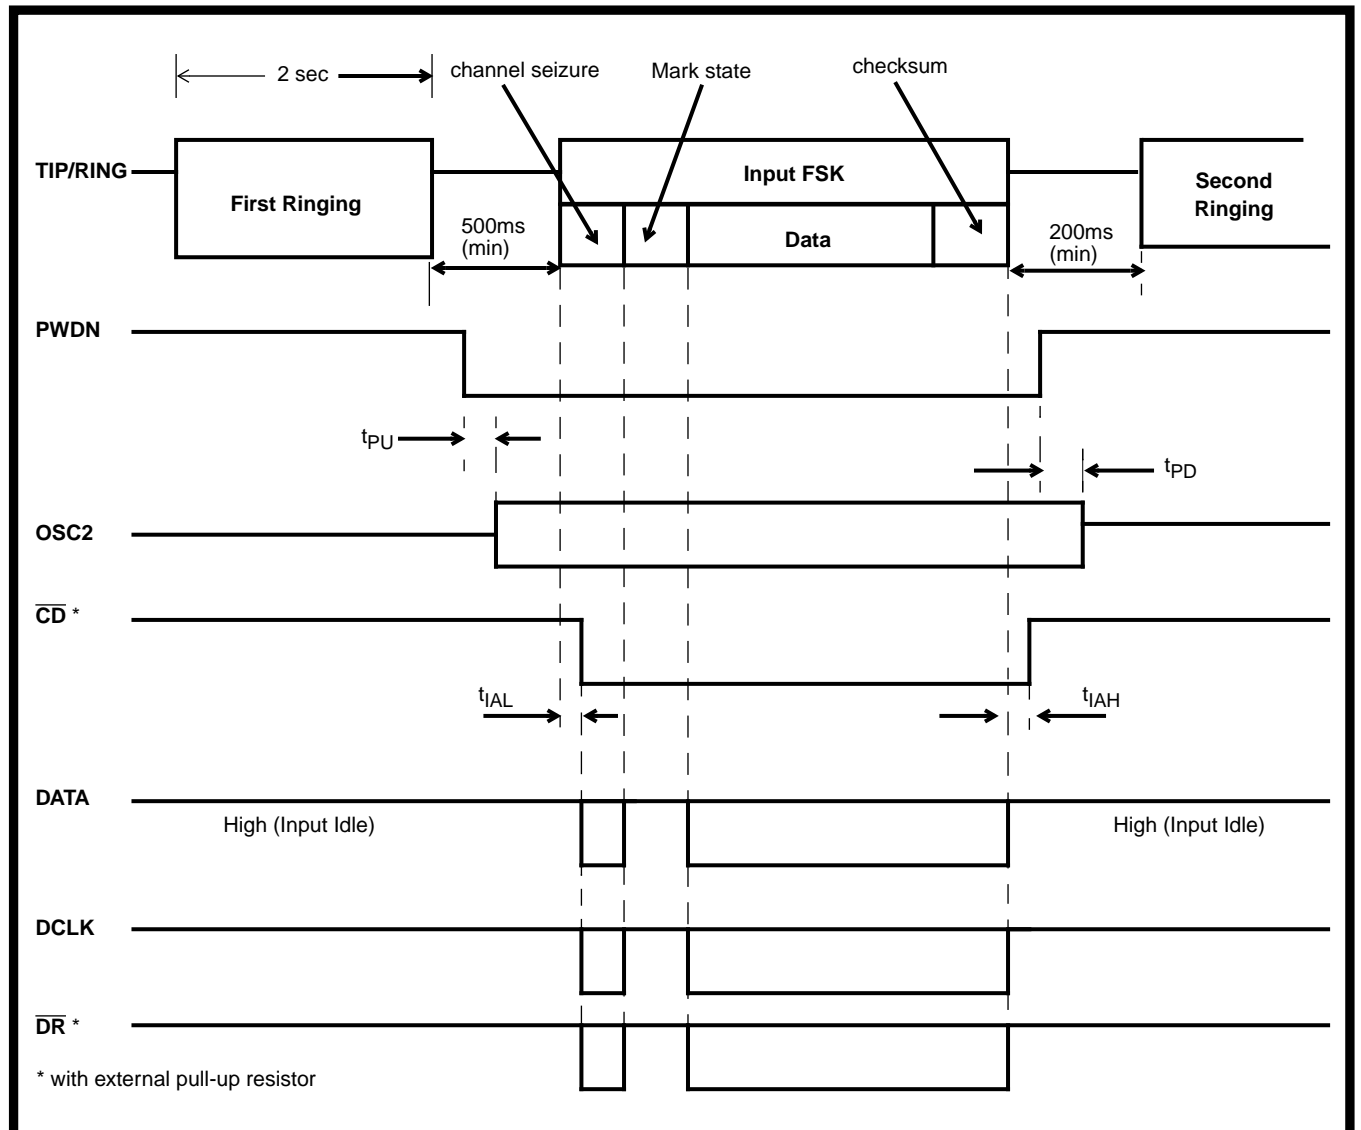 2 sec
channel seizure
Mark state
checksum
TIP/RING
First Ringing
500ms
(min)
Input FSK
Data
200ms
(min)
Second
Ringing
PWDN
tPU
tPD
OSC2
C̅D̅ *
tIAL
tIAH
DATA
High (Input Idle)
High (Input Idle)
DCLK
D̅R̅ *
* with external pull-up resistor